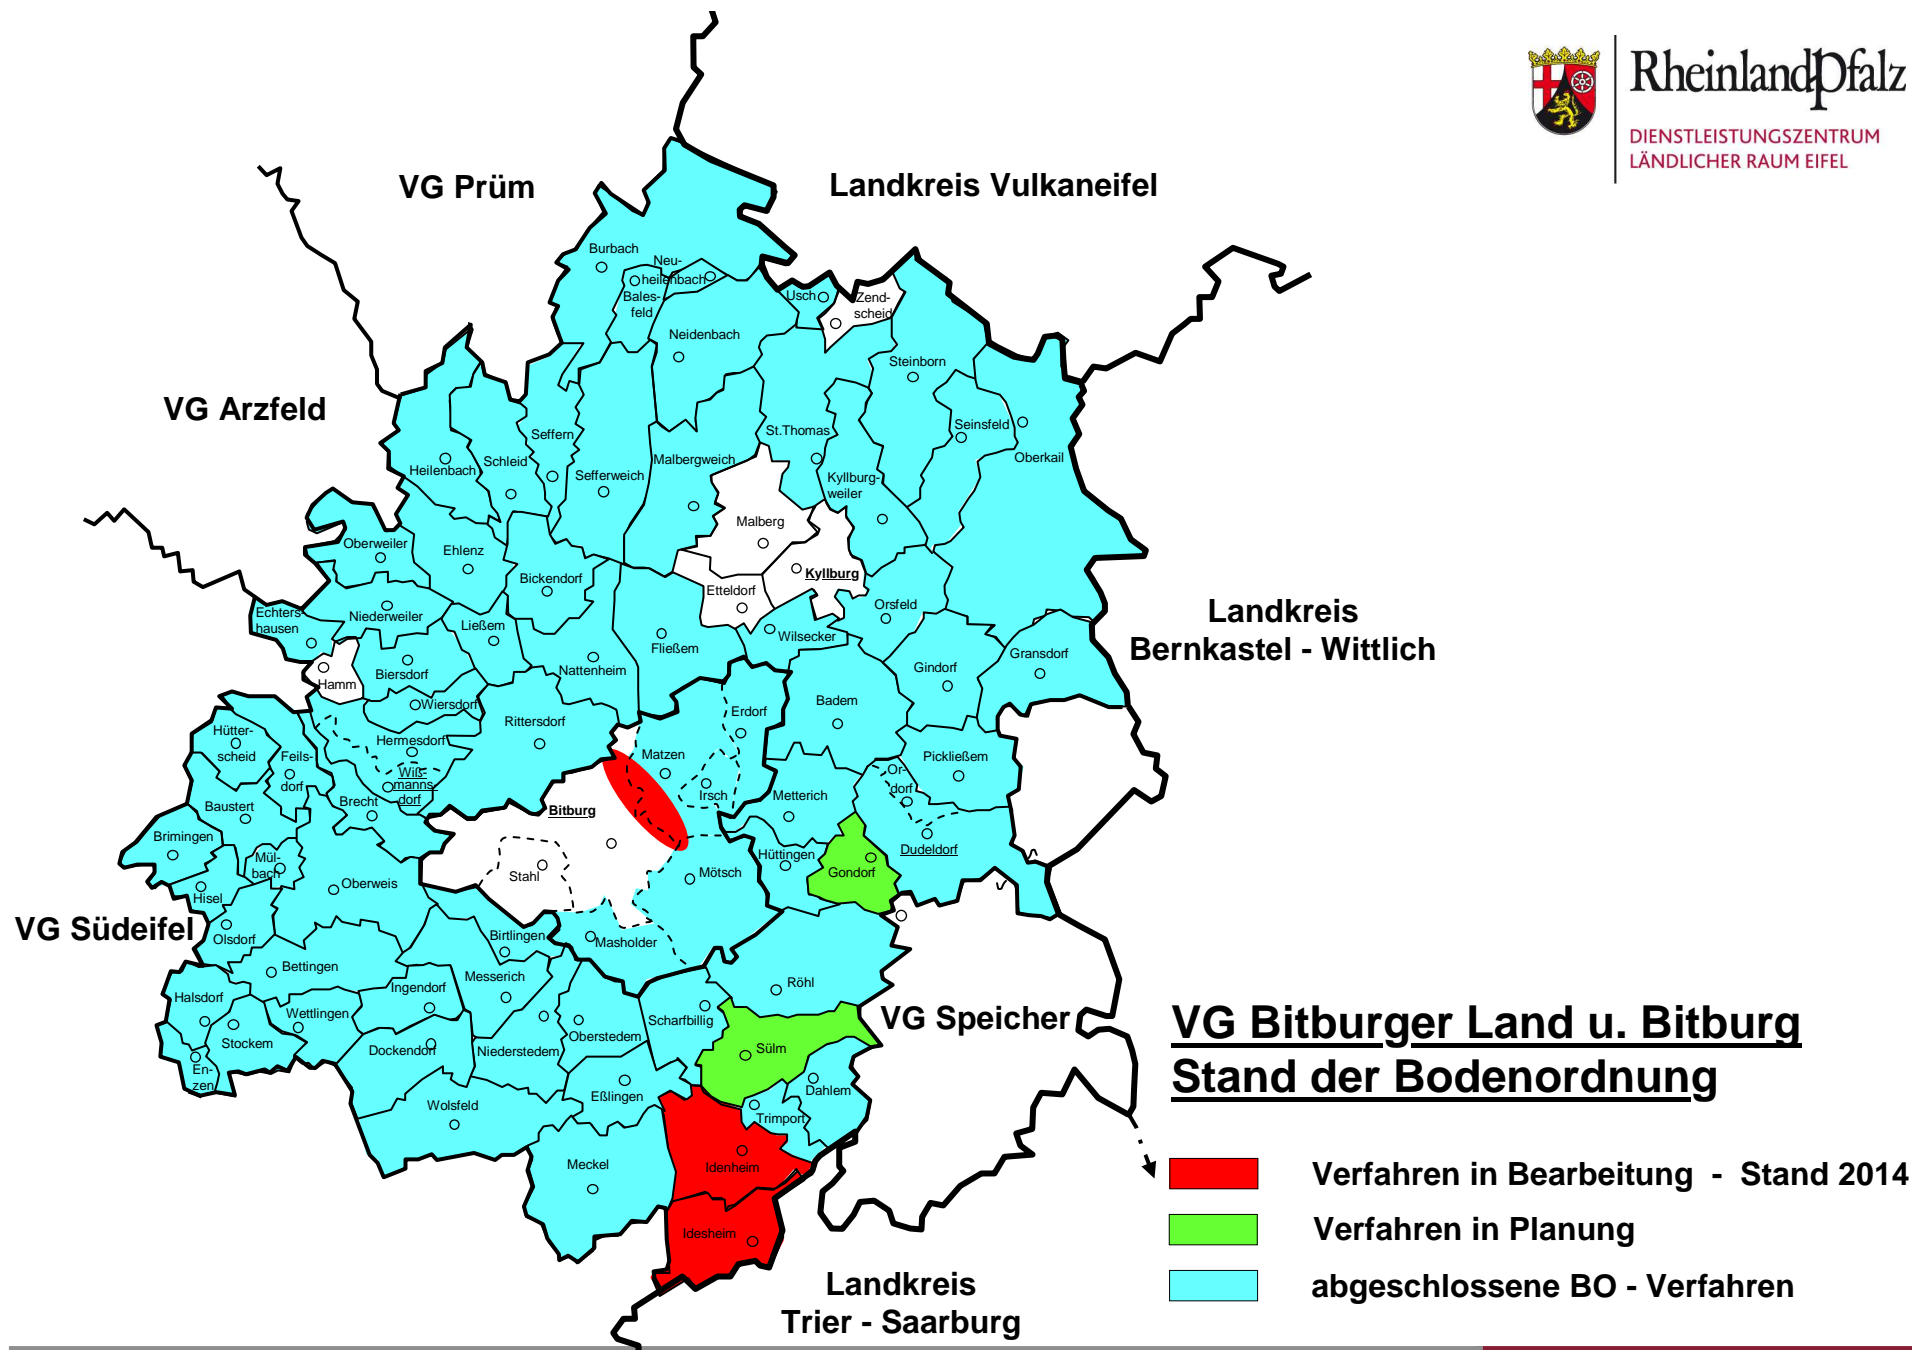 RheinlandPfalz
DIENSTLEISTUNGSZENTRUM
LÄNDLICHER RAUM EIFEL
VG Prüm
Landkreis Vulkaneifel
VG Arzfeld
Landkreis
Bernkastel - Wittlich
VG Südeifel
VG Speicher
Landkreis
Trier - Saarburg
Burbach
Neu-
heilenbach
Bales-
feld
Usch
Zend-
scheid
Neidenbach
Steinborn
Seffern
Schleid
Heilenbach
Sefferweich
Malbergweich
St.Thomas
Seinsfeld
Oberkail
Kyllburg-
weiler
Malberg
Oberweiler
Ehlenz
Bickendorf
Etteldorf
Kyllburg
Orsfeld
Echters-
hausen
Niederweiler
Ließem
Fließem
Wilsecker
Hamm
Biersdorf
Nattenheim
Gindorf
Gransdorf
Wiersdorf
Rittersdorf
Erdorf
Badem
Hütter-
scheid
Feils-
dorf
Hermesdorf
Wiß-
manns-
dorf
Matzen
Irsch
Pickließem
Or-
dorf
Baustert
Brecht
Bitburg
Metterich
Brimingen
Mül-
bach
Oberweis
Stahl
Mötsch
Hüttingen
Gondorf
Dudeldorf
Hisel
Olsdorf
Birtlingen
Masholder
Bettingen
Messerich
Ingendorf
Röhl
Halsdorf
Wettlingen
Scharfbillig
Stockem
Dockendorf
Niederstedem
Oberstedem
Sülm
En-
zen
Eßlingen
Dahlem
Wolsfeld
Trimport
Meckel
Idenheim
Idesheim
VG Bitburger Land u. Bitburg
Stand der Bodenordnung
Verfahren in Bearbeitung - Stand 2014
Verfahren in Planung
abgeschlossene BO - Verfahren